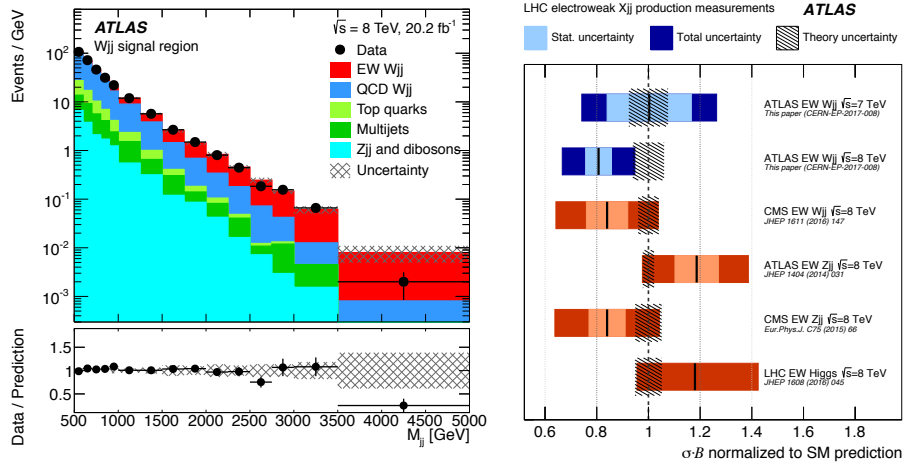 ATLAS
Wjj signal region
√s = 8 TeV, 20.2 fb⁻¹
Data
EW Wjj
QCD Wjj
Top quarks
Multijets
Zjj and dibosons
Uncertainty
Events / GeV
10²
10
1
10⁻¹
10⁻²
10⁻³
Data / Prediction
1.5
1
0.5
500 1000 1500 2000 2500 3000 3500 4000 4500 5000
M_jj [GeV]
LHC electroweak Xjj production measurements
ATLAS
Stat. uncertainty
Total uncertainty
Theory uncertainty
ATLAS EW Wjj √s=7 TeV
This paper (CERN-EP-2017-008)
ATLAS EW Wjj √s=8 TeV
This paper (CERN-EP-2017-008)
CMS EW Wjj √s=8 TeV
JHEP 1611 (2016) 147
ATLAS EW Zjj √s=8 TeV
JHEP 1404 (2014) 031
CMS EW Zjj √s=8 TeV
Eur.Phys.J. C75 (2015) 66
LHC EW Higgs √s=8 TeV
JHEP 1608 (2016) 045
0.6 0.8 1 1.2 1.4 1.6 1.8
σ·B normalized to SM prediction